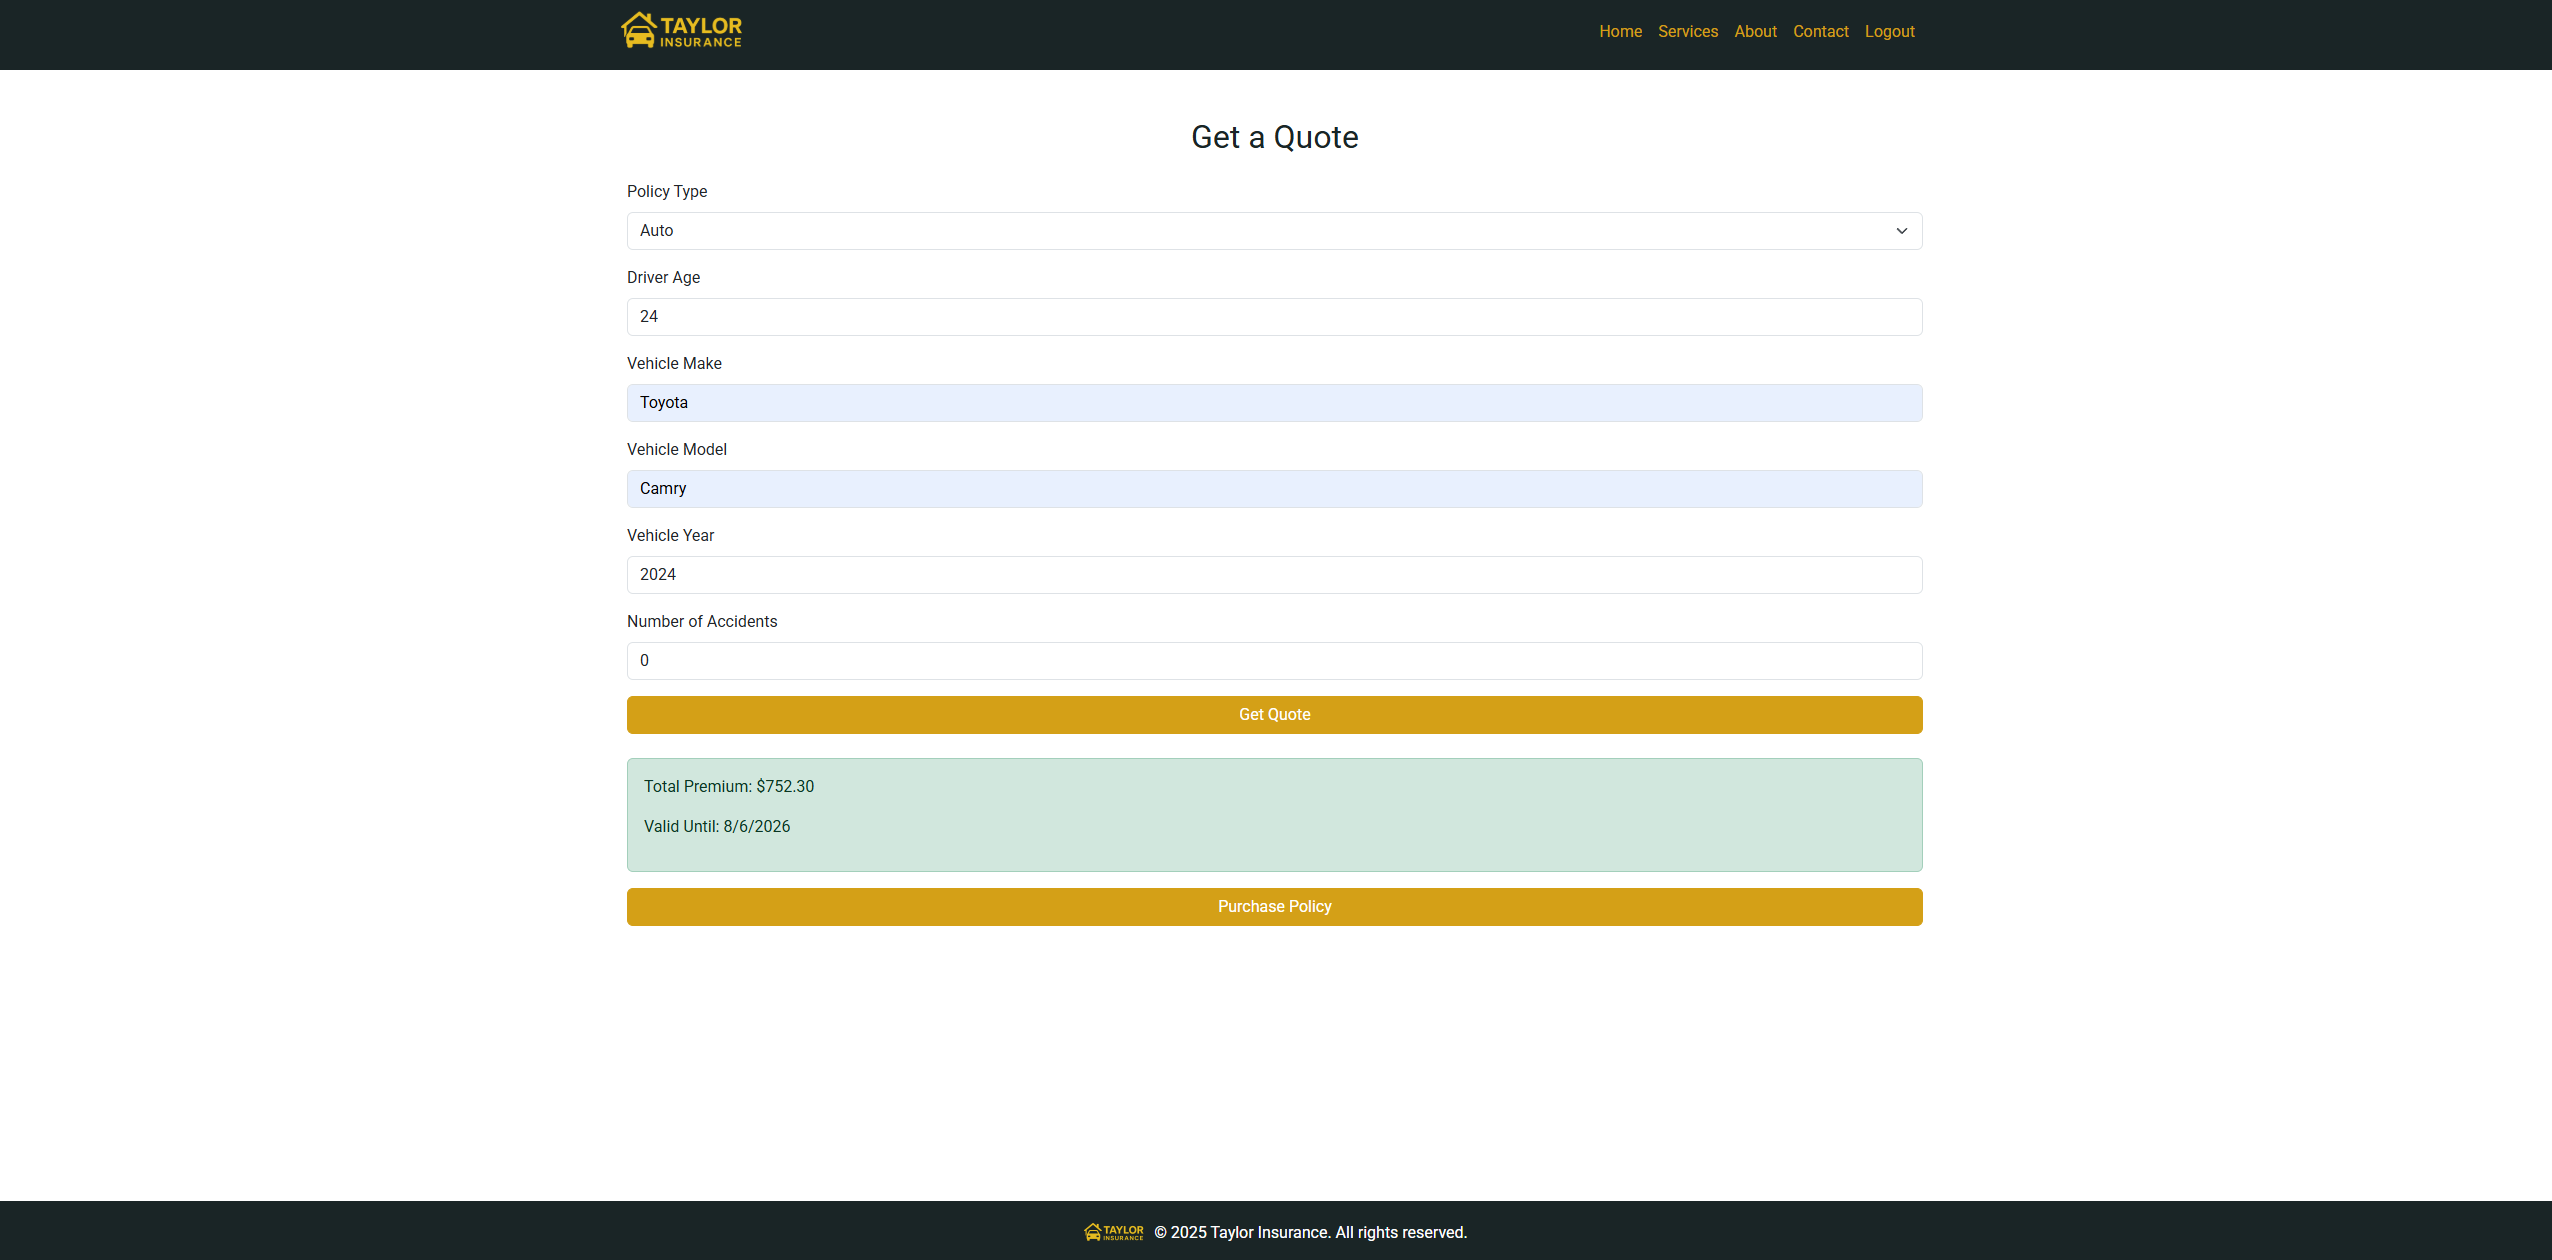 TAYLOR
INSURANCE
Home Services About Contact Logout
Get a Quote
Policy Type
Auto
Driver Age
24
Vehicle Make
Toyota
Vehicle Model
Camry
Vehicle Year
2024
Number of Accidents
0
Get Quote
Total Premium: $752.30
Valid Until: 8/6/2026
Purchase Policy
TAYLOR
INSURANCE
© 2025 Taylor Insurance. All rights reserved.